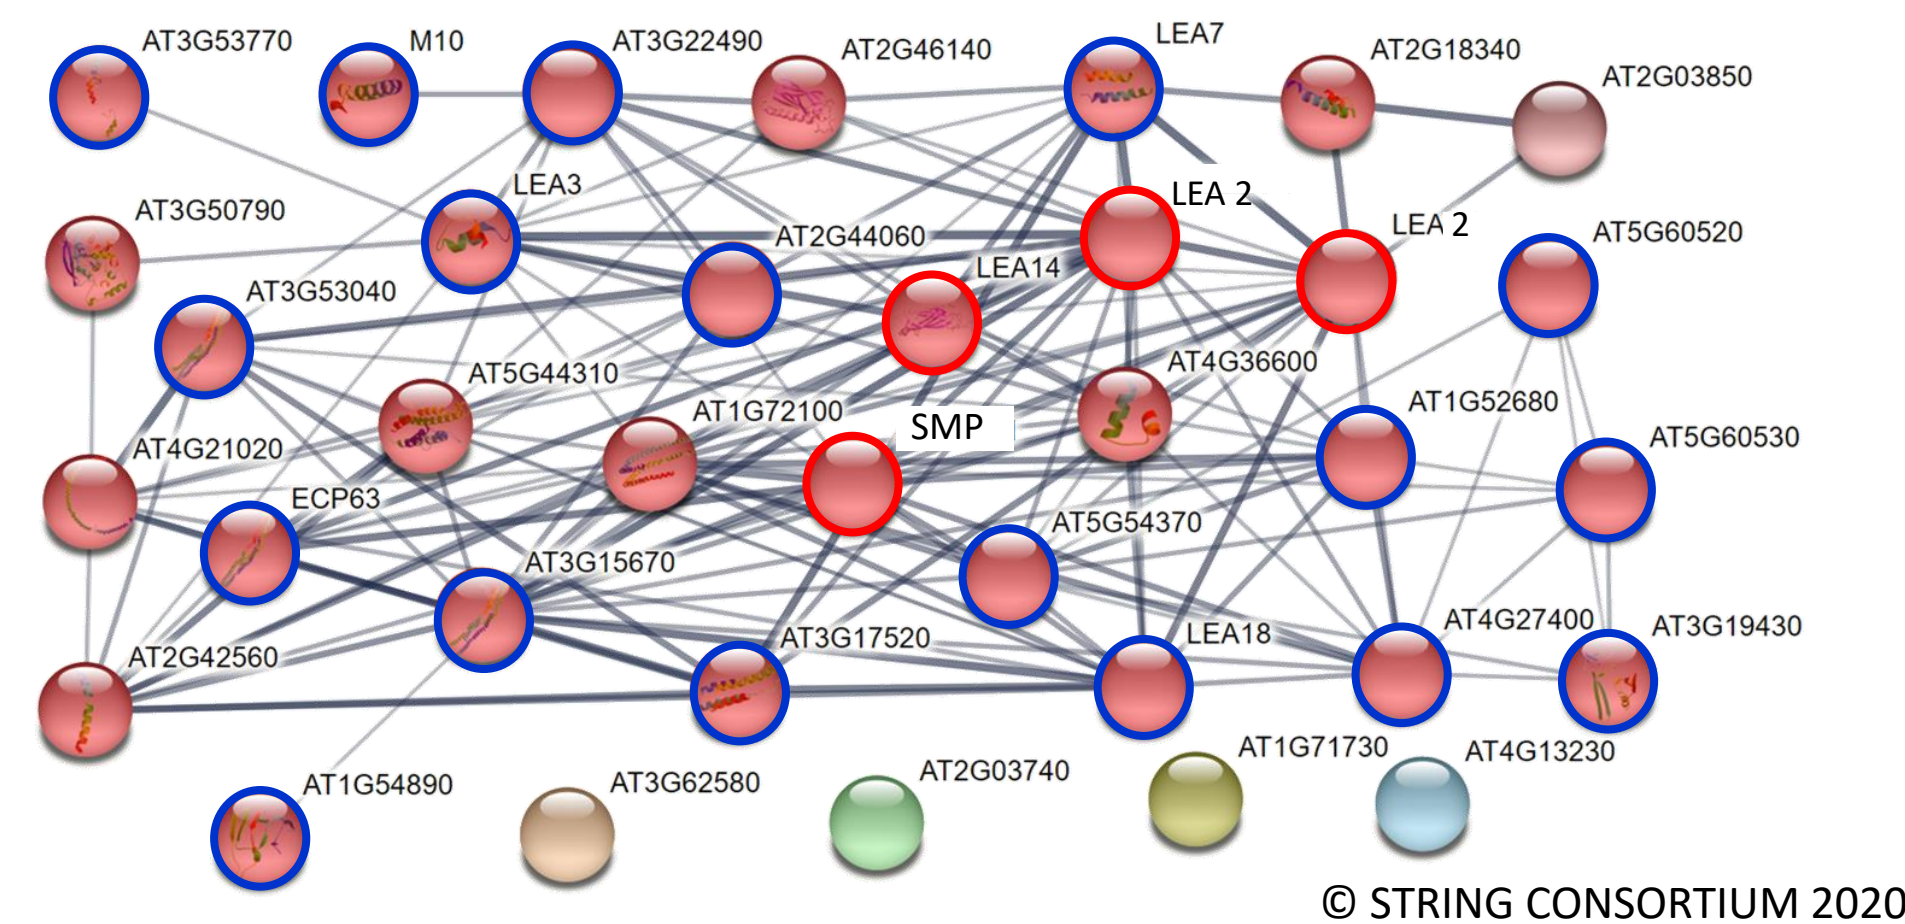 AT3G53770
M10
AT3G22490
AT2G46140
LEA7
AT2G18340
AT2G03850
AT3G50790
LEA3
AT2G44060
LEA14
LEA 2
LEA 2
AT5G60520
AT3G53040
AT5G44310
AT1G72100
SMP
AT4G36600
AT1G52680
AT5G60530
AT4G21020
ECP63
AT3G15670
AT5G54370
AT2G42560
AT3G17520
LEA18
AT4G27400
AT3G19430
AT1G54890
AT3G62580
AT2G03740
AT1G71730
AT4G13230
© STRING CONSORTIUM 2020